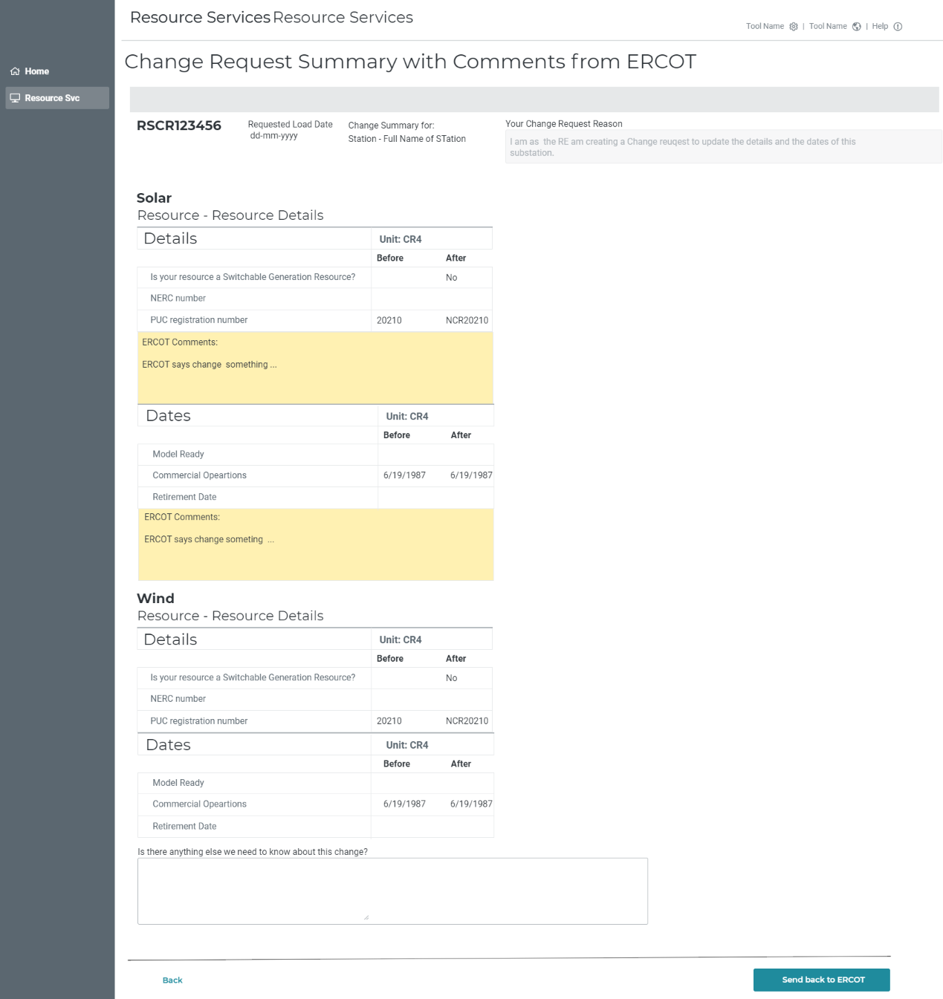 Resource Services Resource Services
Tool Name | Tool Name | Help
Home
Resource Svc
Change Request Summary with Comments from ERCOT
RSCR123456
Requested Load Date
dd-mm-yyyy
Change Summary for:
Station - Full Name of STation
Your Change Request Reason
I am as the RE am creating a Change reuqest to update the details and the dates of this
substation.
Solar
Resource - Resource Details
Details Unit: CR4
Before After
Is your resource a Switchable Generation Resource? No
NERC number
PUC registration number 20210 NCR20210
ERCOT Comments:
ERCOT says change something ...
Dates Unit: CR4
Before After
Model Ready
Commercial Opeartions 6/19/1987 6/19/1987
Retirement Date
ERCOT Comments:
ERCOT says change someting ...
Wind
Resource - Resource Details
Details Unit: CR4
Before After
Is your resource a Switchable Generation Resource? No
NERC number
PUC registration number 20210 NCR20210
Dates Unit: CR4
Before After
Model Ready
Commercial Opeartions 6/19/1987 6/19/1987
Retirement Date
Is there anything else we need to know about this change?
Back
Send back to ERCOT